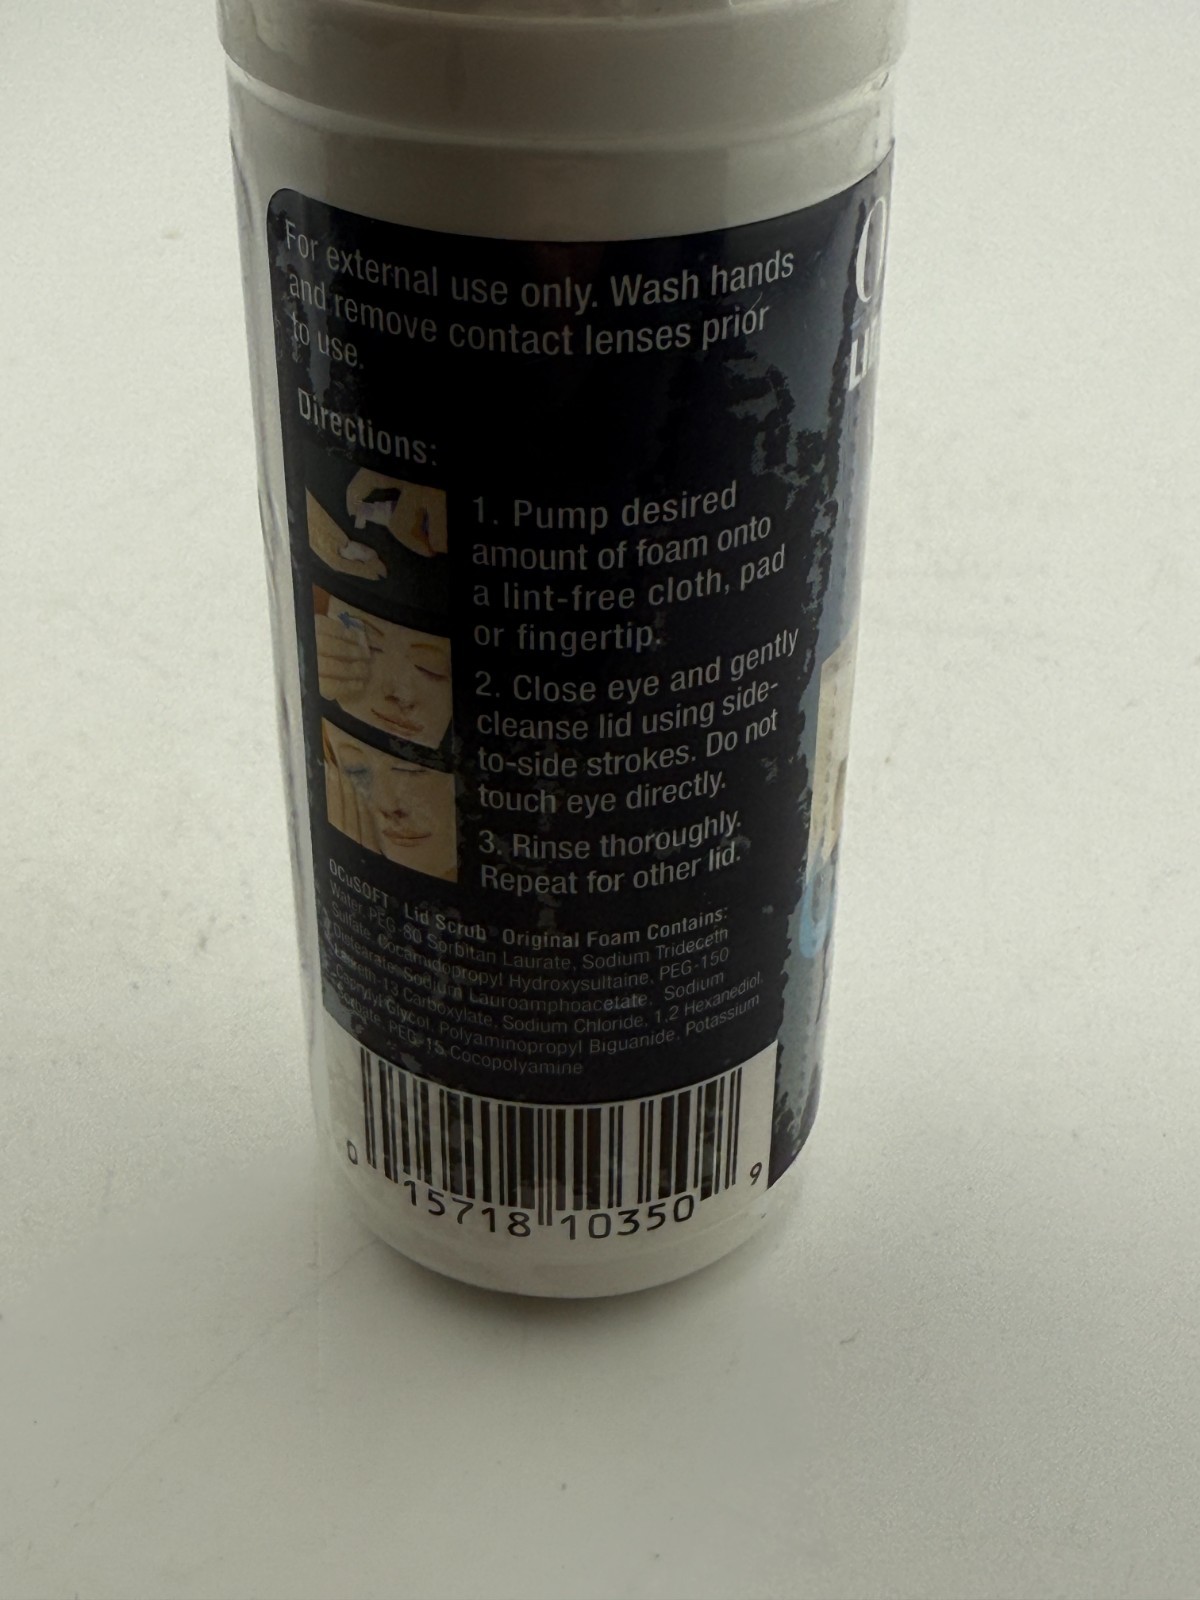 For external use only. Wash hands
and remove contact lenses prior
to use.
Directions:
1. Pump desired
amount of foam onto
a lint-free cloth, pad
or fingertip.
2. Close eye and gently
cleanse lid using side-
to-side strokes. Do not
touch eye directly.
3. Rinse thoroughly.
Repeat for other lid.
OCuSOFT® Lid Scrub® Original Foam Contains:
Water, PEG-80 Sorbitan Laurate, Sodium Trideceth
Sulfate, Cocamidopropyl Hydroxysultaine, PEG-150
Distearate, Sodium Lauroamphoacetate, Sodium
Laureth-13 Carboxylate, Sodium Chloride, 1,2 Hexanediol,
Caprylyl Glycol, Polyaminopropyl Biguanide, Potassium
Sorbate, PEG-15 Cocopolyamine
0 15718 10350 9